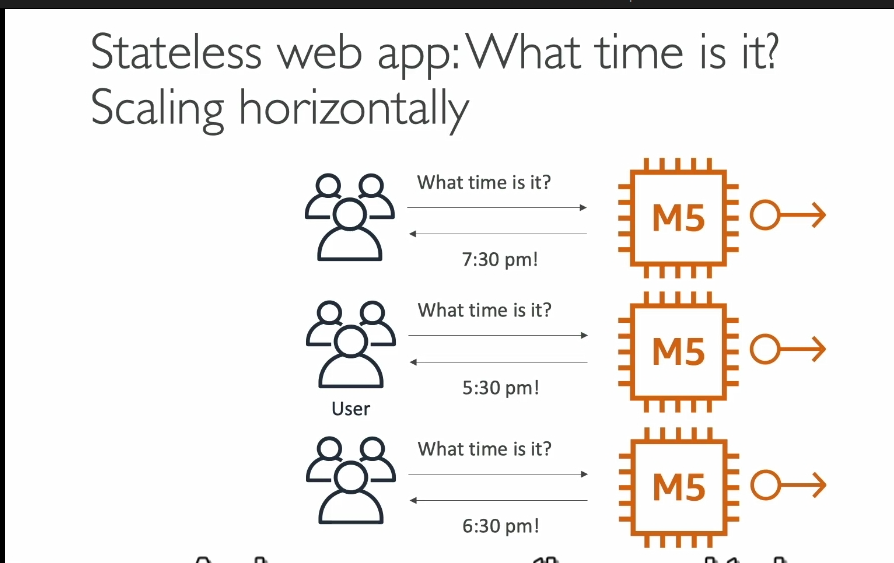 Stateless web app: What time is it?
Scaling horizontally
What time is it?
M5
7:30 pm!
What time is it?
M5
5:30 pm!
User
What time is it?
M5
6:30 pm!